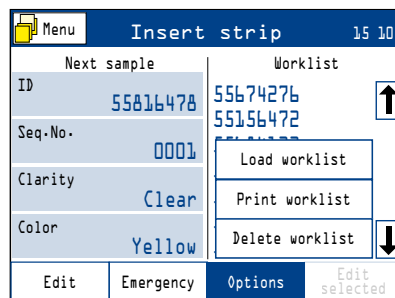 Menu
Insert strip
15 10
Next sample
Worklist
ID
55816478
Seq.No.
0001
Clarity
Clear
Color
Yellow
55674276
55156472
Load worklist
Print worklist
Delete worklist
Edit
Emergency
Options
Edit selected